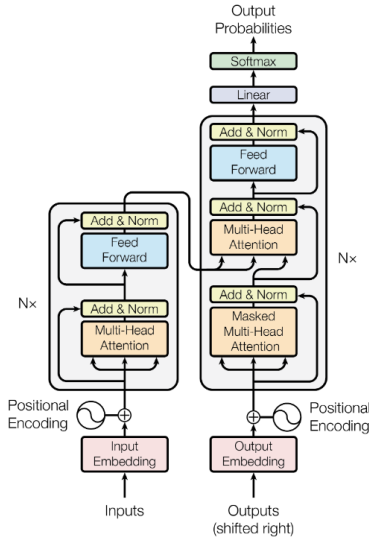 Output
Probabilities
Softmax
Linear
Add & Norm
Feed
Forward
Add & Norm
Multi-Head
Attention
Add & Norm
Masked
Multi-Head
Attention
N×
Add & Norm
Feed
Forward
N×
Add & Norm
Multi-Head
Attention
Positional
Encoding
Positional
Encoding
Input
Embedding
Output
Embedding
Inputs
Outputs
(shifted right)